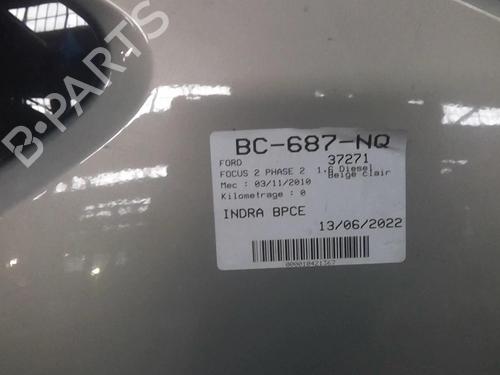 B-PARTS
BC-687-NQ
FORD 37271
FOCUS 2 PHASE 2 1.6 Diesel
Beige Clair
Mec : 03/11/2010
Kilometrage : 0
INDRA BPCE
13/06/2022